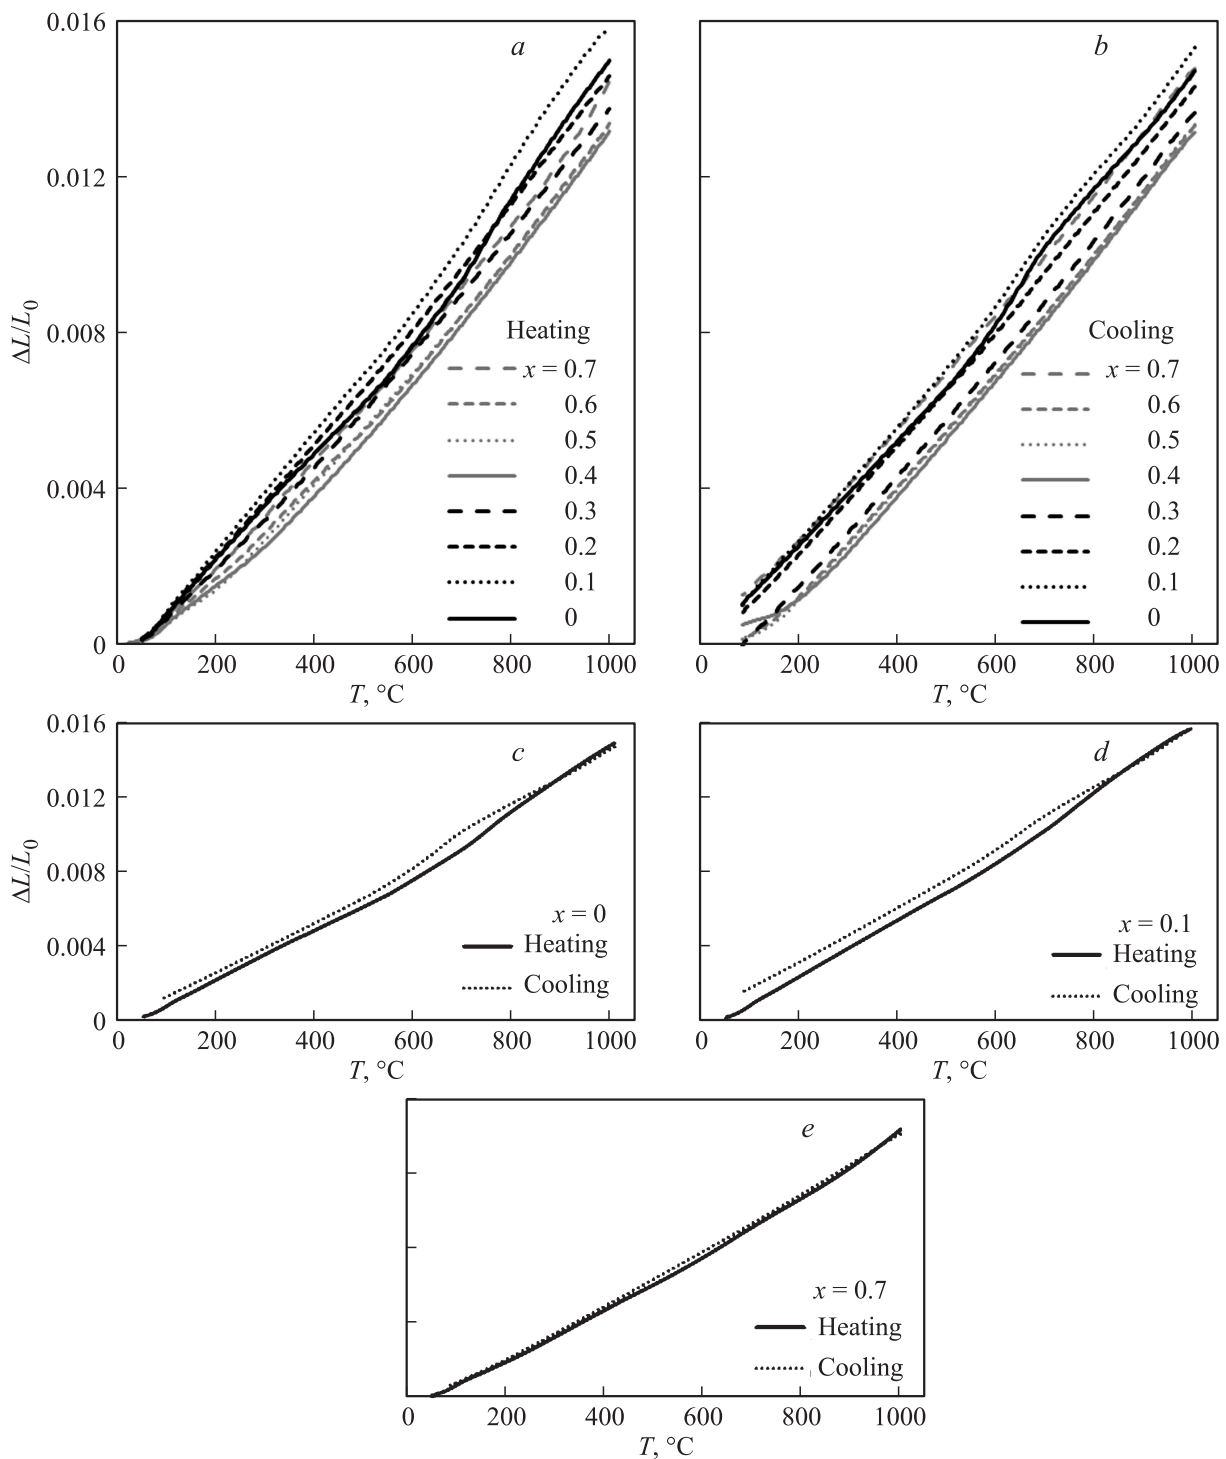 0.016
a
0.012
0.008
0.004
0
ΔL/L₀
Heating
x = 0.7
0.6
0.5
0.4
0.3
0.2
0.1
0
0 200 400 600 800 1000
T, °C
b
Cooling
x = 0.7
0.6
0.5
0.4
0.3
0.2
0.1
0
0 200 400 600 800 1000
T, °C
0.016
c
0.012
0.008
0.004
0
ΔL/L₀
x = 0
Heating
Cooling
0 200 400 600 800 1000
T, °C
d
x = 0.1
Heating
Cooling
0 200 400 600 800 1000
T, °C
e
x = 0.7
Heating
Cooling
0 200 400 600 800 1000
T, °C